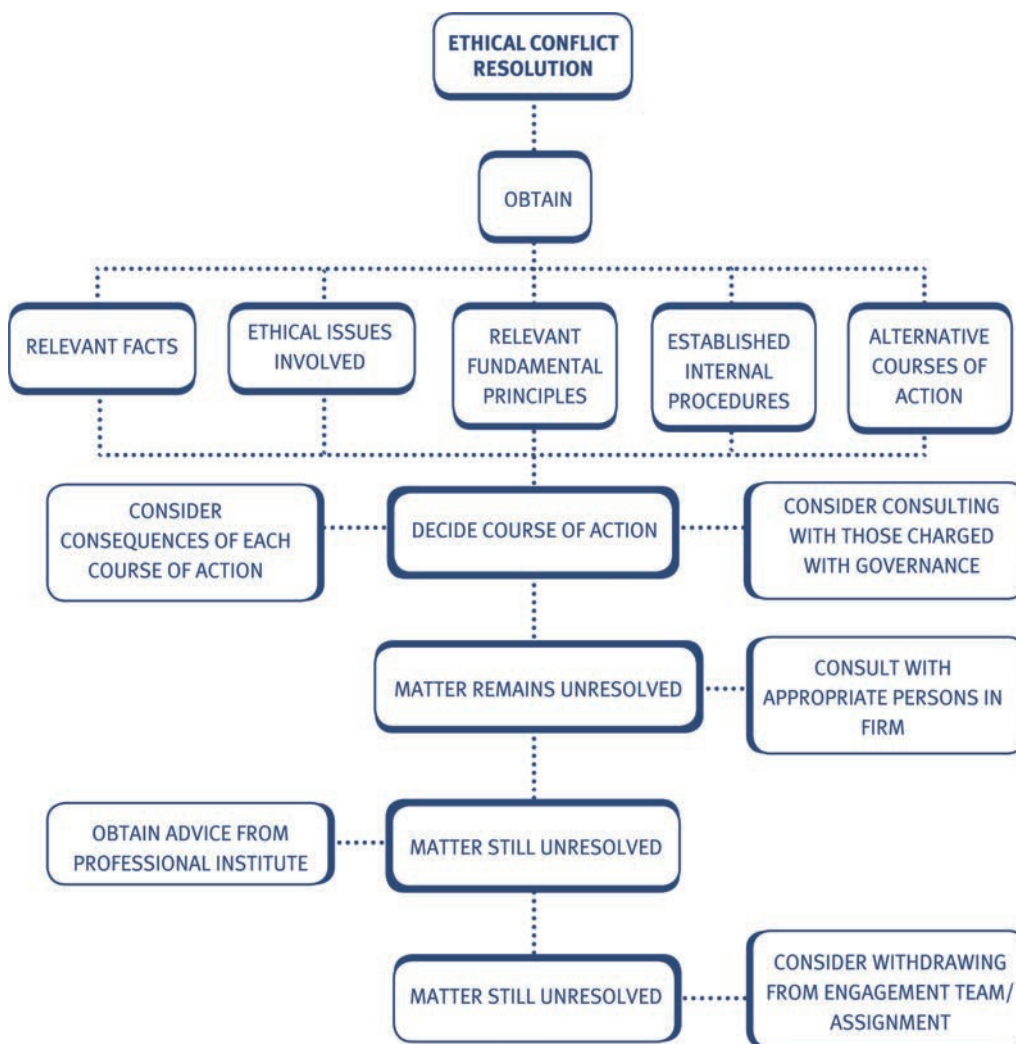 ETHICAL CONFLICT
RESOLUTION
OBTAIN
RELEVANT FACTS
ETHICAL ISSUES
INVOLVED
RELEVANT
FUNDAMENTAL
PRINCIPLES
ESTABLISHED
INTERNAL
PROCEDURES
ALTERNATIVE
COURSES OF
ACTION
CONSIDER
CONSEQUENCES OF EACH
COURSE OF ACTION
DECIDE COURSE OF ACTION
CONSIDER CONSULTING
WITH THOSE CHARGED
WITH GOVERNANCE
MATTER REMAINS UNRESOLVED
CONSULT WITH
APPROPRIATE PERSONS IN
FIRM
OBTAIN ADVICE FROM
PROFESSIONAL INSTITUTE
MATTER STILL UNRESOLVED
MATTER STILL UNRESOLVED
CONSIDER WITHDRAWING
FROM ENGAGEMENT TEAM/
ASSIGNMENT